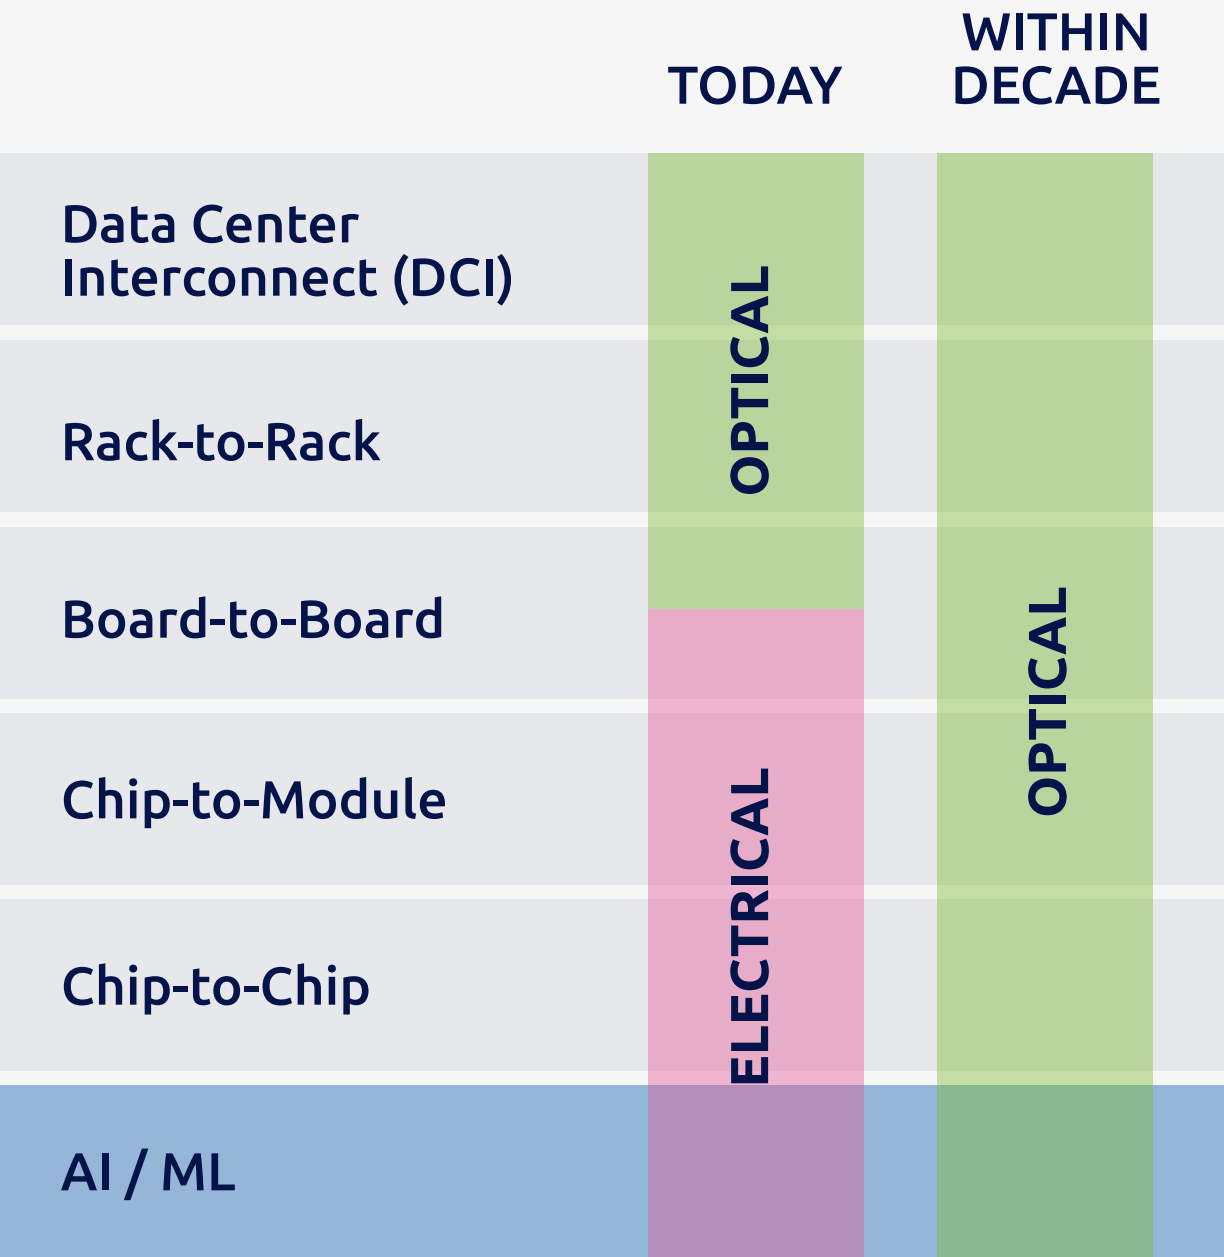 TODAY
WITHIN
DECADE
Data Center
Interconnect (DCI)
OPTICAL
Rack-to-Rack
Board-to-Board
OPTICAL
Chip-to-Module
ELECTRICAL
Chip-to-Chip
AI / ML